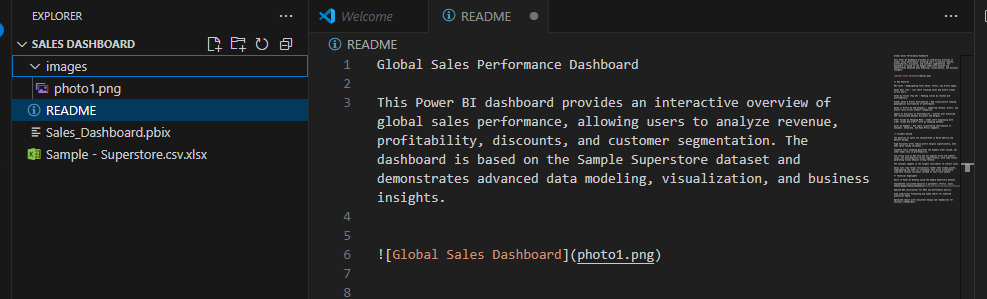 EXPLORER
SALES DASHBOARD
images
photo1.png
README
Sales_Dashboard.pbix
Sample - Superstore.csv.xlsx
Welcome
README
README
1 Global Sales Performance Dashboard
2
3 This Power BI dashboard provides an interactive overview of
global sales performance, allowing users to analyze revenue,
profitability, discounts, and customer segmentation. The
dashboard is based on the Sample Superstore dataset and
demonstrates advanced data modeling, visualization, and business
insights.
4
5
6 ![Global Sales Dashboard](photo1.png)
7
8